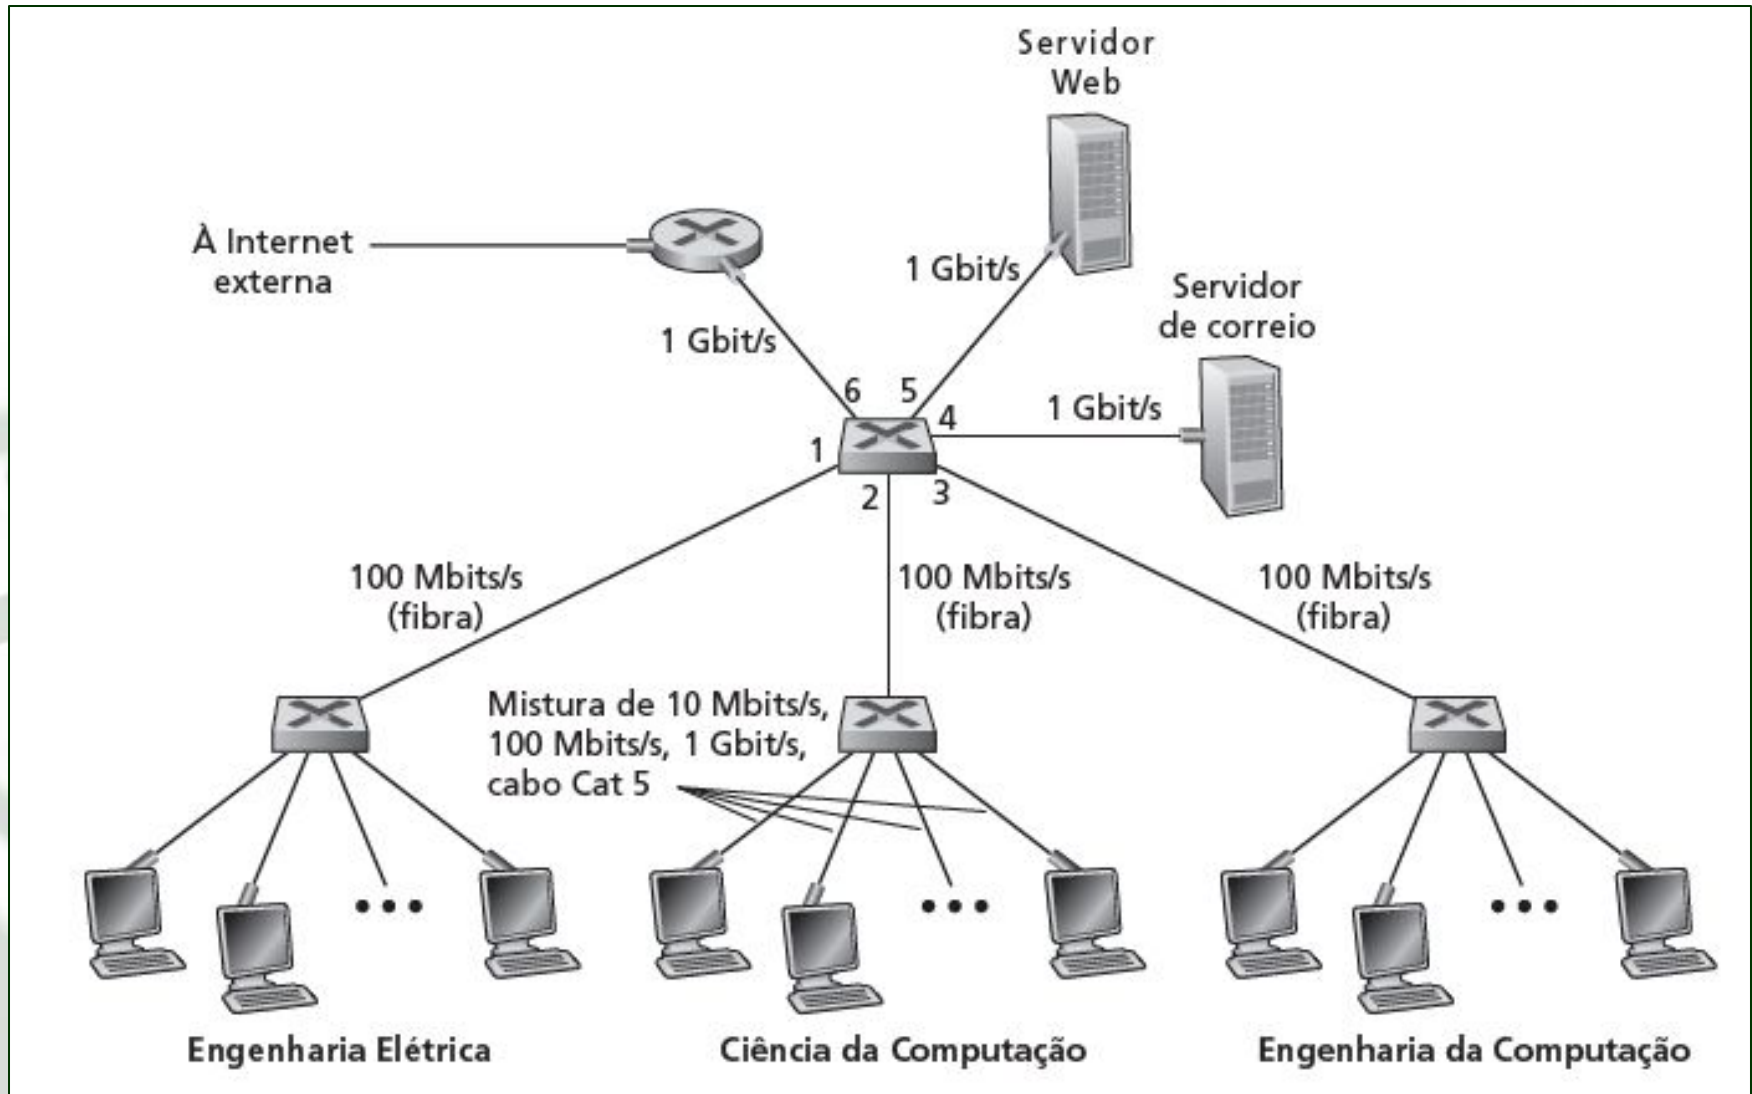 Servidor
Web
À Internet
externa
1 Gbit/s
Servidor
de correio
1 Gbit/s
1 Gbit/s
6
5
4
1
2
3
100 Mbits/s
(fibra)
100 Mbits/s
(fibra)
100 Mbits/s
(fibra)
Mistura de 10 Mbits/s,
100 Mbits/s, 1 Gbit/s,
cabo Cat 5
Engenharia Elétrica
Ciência da Computação
Engenharia da Computação